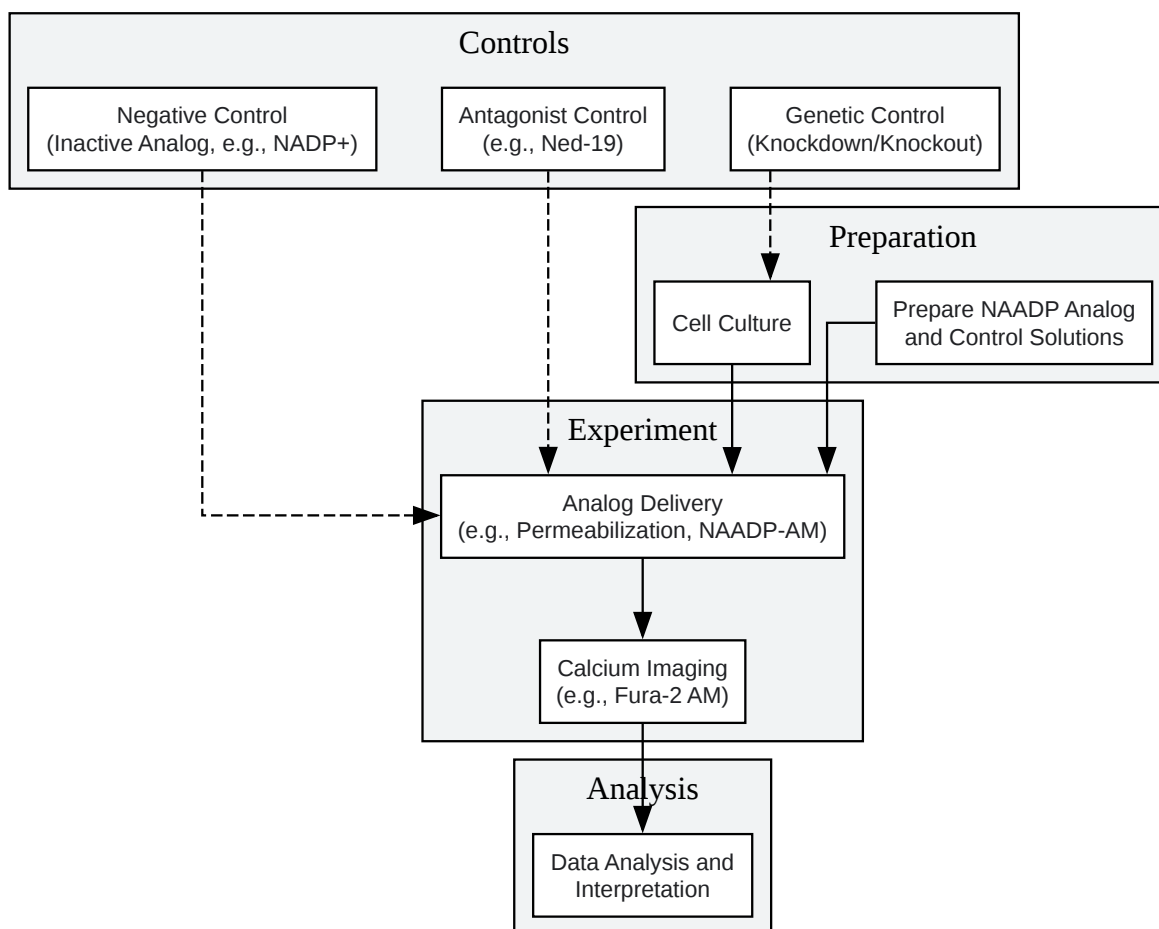 Controls
Negative Control
(Inactive Analog, e.g., NADP+)
Antagonist Control
(e.g., Ned-19)
Genetic Control
(Knockdown/Knockout)
Preparation
Cell Culture
Prepare NAADP Analog
and Control Solutions
Experiment
Analog Delivery
(e.g., Permeabilization, NAADP-AM)
Calcium Imaging
(e.g., Fura-2 AM)
Analysis
Data Analysis and
Interpretation